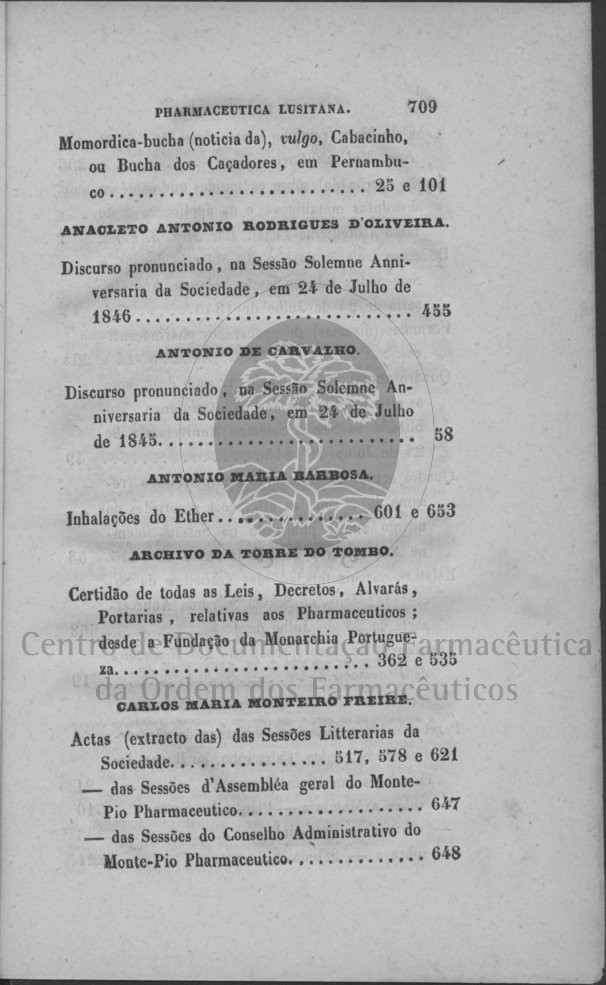 PHARMACEUTICA LUSITANA. 709
Momordica-bucha (noticia da), vulgo, Cabacinho,
ou Bucha dos Caçadores, em Pernambu-
co ........................... 25 e 101
ANACLETO ANTONIO RODRIGUES D'OLIVEIRA.
Discurso pronunciado, na Sessão Solemne Anni-
versaria da Sociedade, em 24 de Julho de
1846 ............................. 455
ANTONIO DE CARVALHO.
Discurso pronunciado, na Sessão Solemne An-
niversaria da Sociedade, em 24 de Julho
de 1845............................ 58
ANTONIO MARIA BARBOSA.
Inhalações do Ether ................ 601 e 653
ARCHIVO DA TORRE DO TOMBO.
Certidão de todas as Leis, Decretos, Alvarás,
Portarias, relativas aos Pharmaceuticos;
desde a Fundação da Monarchia Portugue-
Centro de Documentação Farmacêutica
za........................... 362 e 535
da Ordem dos Farmacêuticos
CARLOS MARIA MONTEIRO FREIRE.
Actas (extracto das) das Sessões Litterarias da
Sociedade................ 517, 578 e 621
— das Sessões d'Assembléa geral do Monte-
Pio Pharmaceutico................... 647
— das Sessões do Conselho Administrativo do
Monte-Pio Pharmaceutico.............. 648